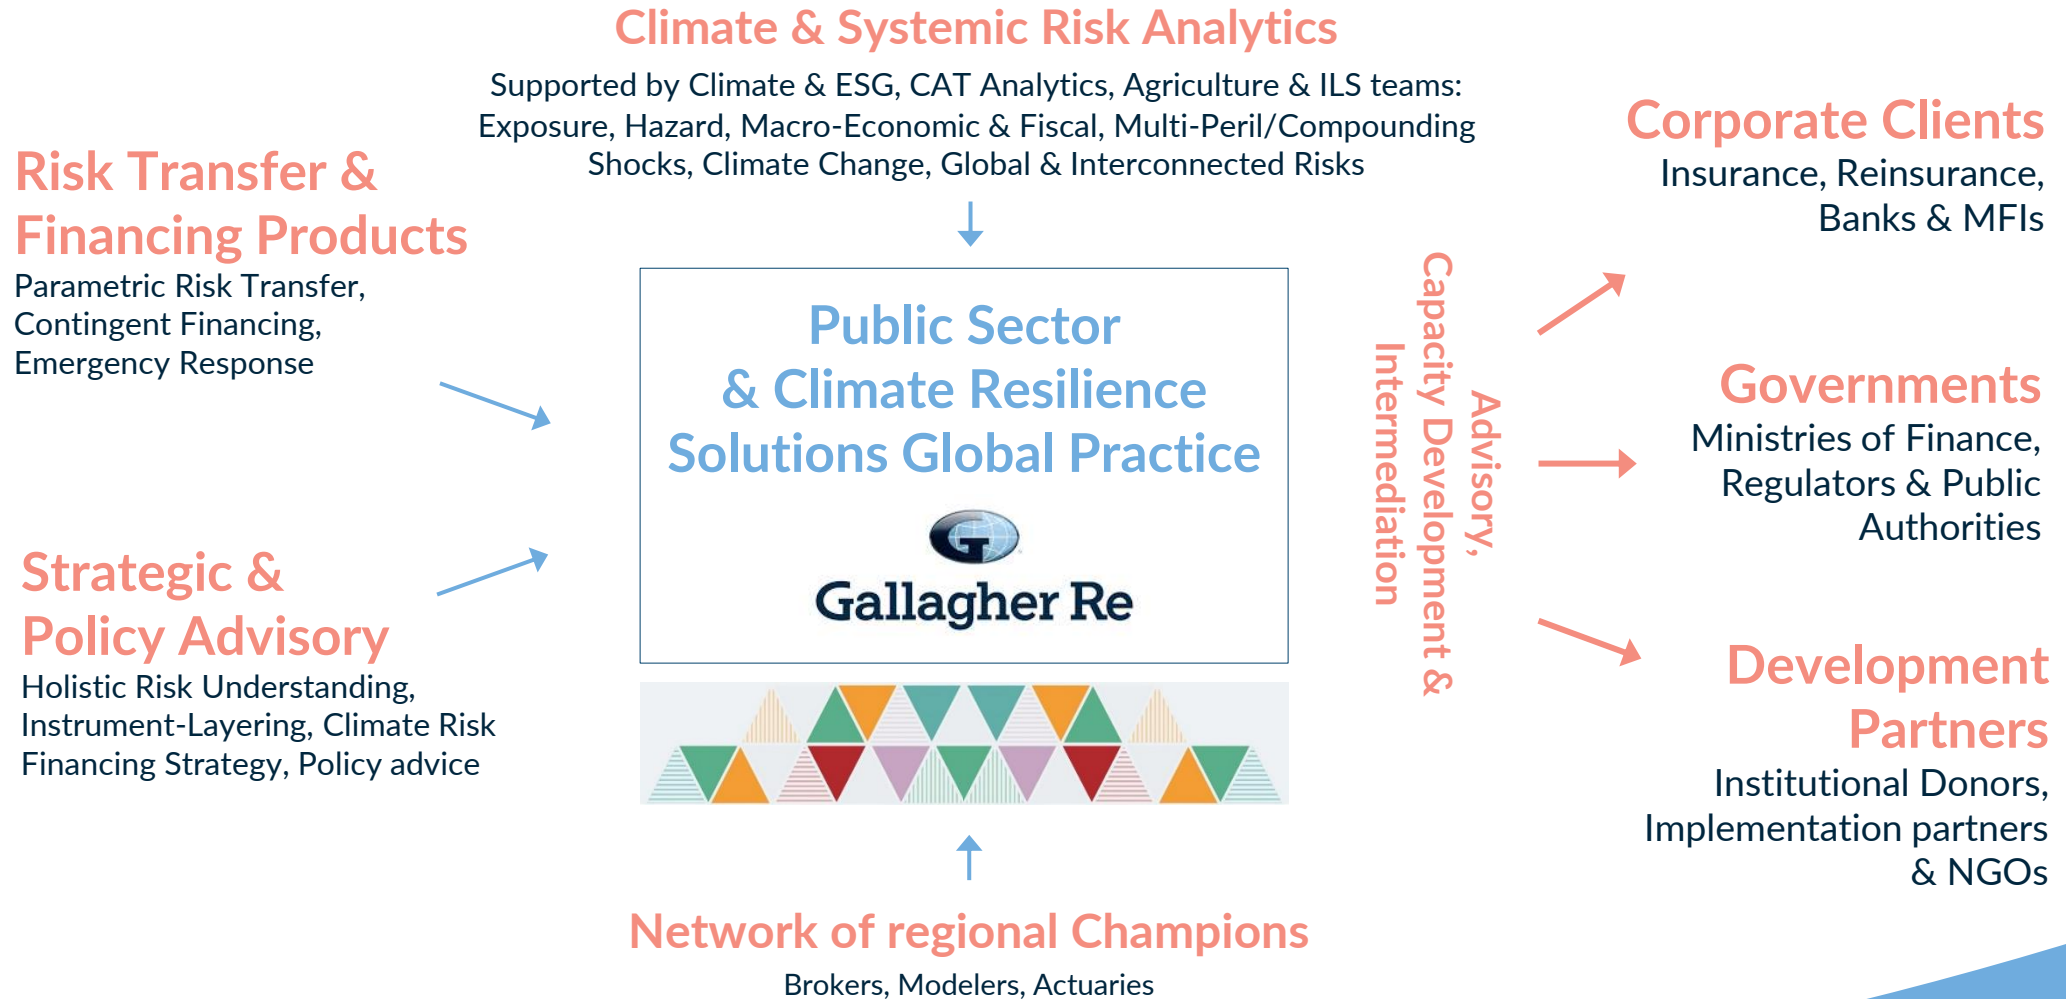 Climate & Systemic Risk Analytics
Supported by Climate & ESG, CAT Analytics, Agriculture & ILS teams:
Exposure, Hazard, Macro-Economic & Fiscal, Multi-Peril/Compounding
Shocks, Climate Change, Global & Interconnected Risks
Risk Transfer &
Financing Products
Parametric Risk Transfer,
Contingent Financing,
Emergency Response
Strategic &
Policy Advisory
Holistic Risk Understanding,
Instrument-Layering, Climate Risk
Financing Strategy, Policy advice
Public Sector
& Climate Resilience
Solutions Global Practice
G
Gallagher Re
Network of regional Champions
Brokers, Modelers, Actuaries
Advisory,
Capacity Development &
Intermediation
Corporate Clients
Insurance, Reinsurance,
Banks & MFIs
Governments
Ministries of Finance,
Regulators & Public
Authorities
Development
Partners
Institutional Donors,
Implementation partners
& NGOs